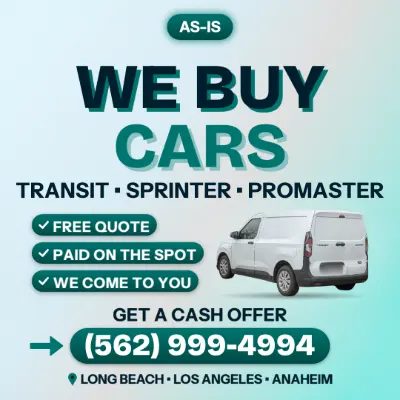 AS-IS
WE BUY
CARS
TRANSIT ▪ SPRINTER ▪ PROMASTER
FREE QUOTE
PAID ON THE SPOT
WE COME TO YOU
GET A CASH OFFER
(562) 999-4994
LONG BEACH ▪ LOS ANGELES ▪ ANAHEIM